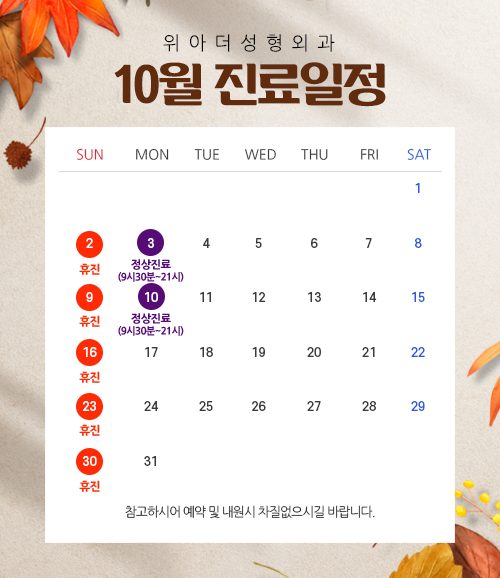 위아더성형외과
10월 진료일정
SUN MON TUE WED THU FRI SAT
1
2 3 4 5 6 7 8
휴진 정상진료
(9시30분~21시)
9 10 11 12 13 14 15
휴진 정상진료
(9시30분~21시)
16 17 18 19 20 21 22
휴진
23 24 25 26 27 28 29
휴진
30 31
휴진
참고하시어 예약 및 내원시 차질없으시길 바랍니다.